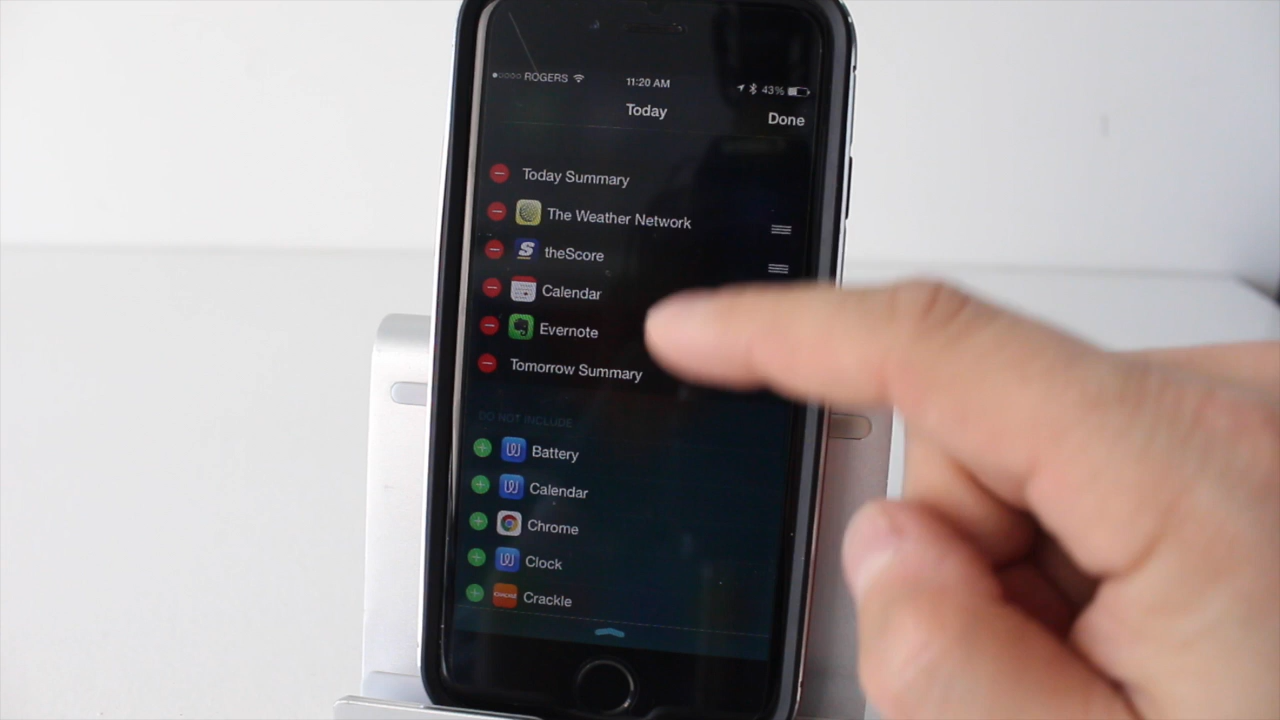 ROGERS 11:20 AM 43%
Today Done
Today Summary
The Weather Network
theScore
Calendar
Evernote
Tomorrow Summary
DO NOT INCLUDE
Battery
Calendar
Chrome
Clock
Crackle